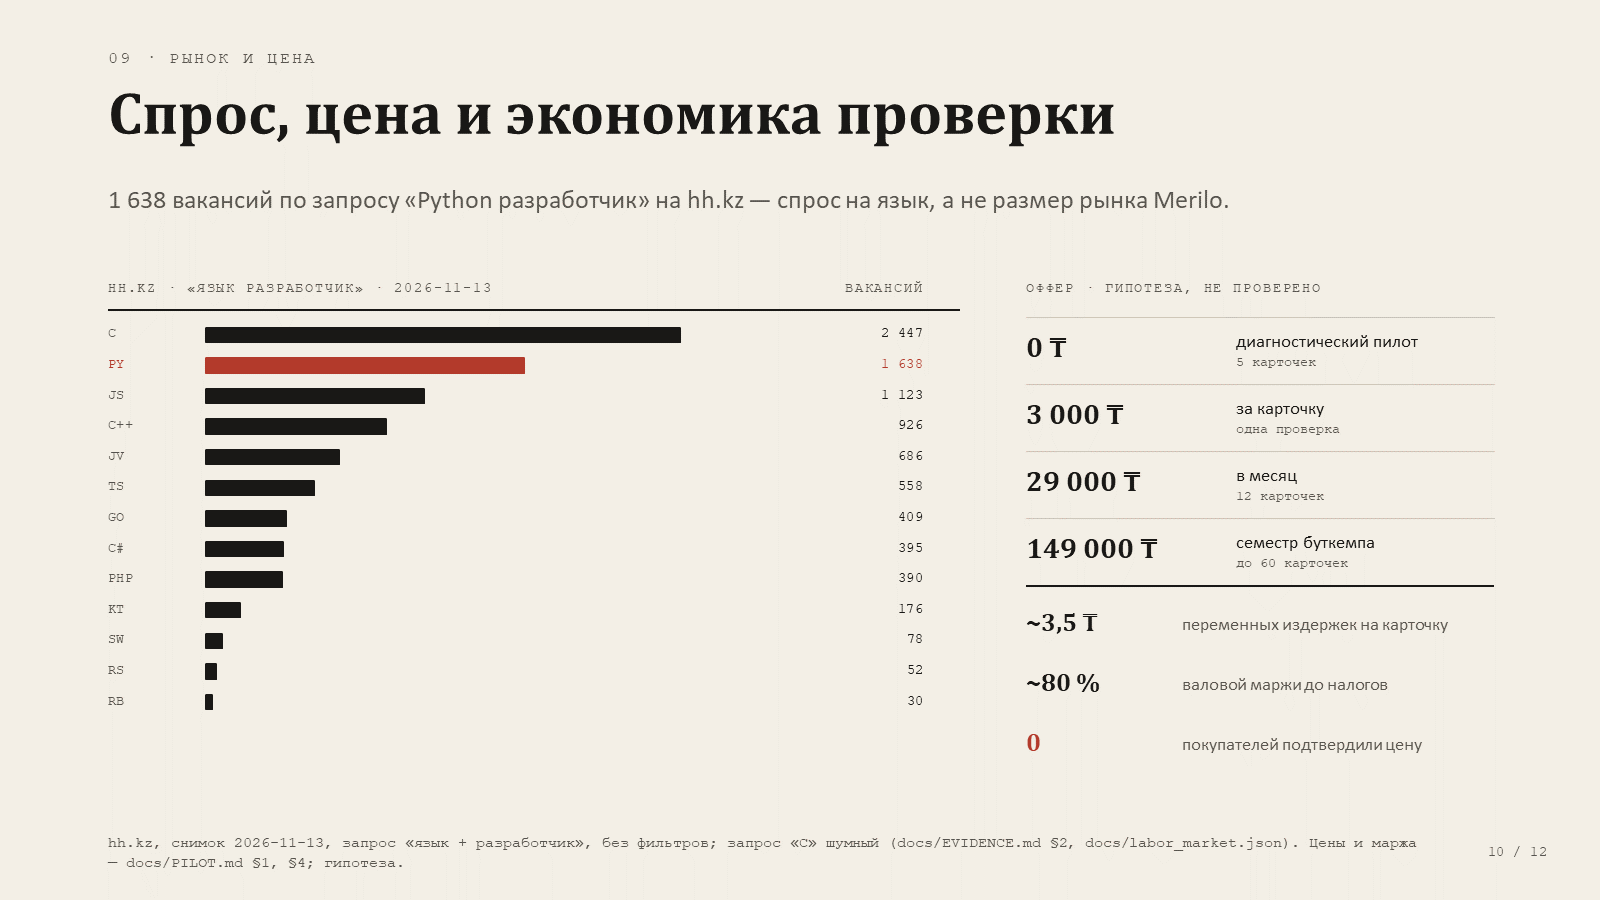 09 · РЫНОК И ЦЕНА
Спрос, цена и экономика проверки
1 638 вакансий по запросу «Python разработчик» на hh.kz — спрос на язык, а не размер рынка Merilo.
HH.KZ · «ЯЗЫК РАЗРАБОТЧИК» · 2026-11-13 ВАКАНСИЙ
C 2 447
PY 1 638
JS 1 123
C++ 926
JV 686
TS 558
GO 409
C# 395
PHP 390
KT 176
SW 78
RS 52
RB 30
ОФФЕР · ГИПОТЕЗА, НЕ ПРОВЕРЕНО
0 ₸ диагностический пилот
5 карточек
3 000 ₸ за карточку
одна проверка
29 000 ₸ в месяц
12 карточек
149 000 ₸ семестр буткемпа
до 60 карточек
~3,5 ₸ переменных издержек на карточку
~80 % валовой маржи до налогов
0 покупателей подтвердили цену
hh.kz, снимок 2026-11-13, запрос «язык + разработчик», без фильтров; запрос «C» шумный (docs/EVIDENCE.md §2, docs/labor_market.json). Цены и маржа
— docs/PILOT.md §1, §4; гипотеза.
10 / 12